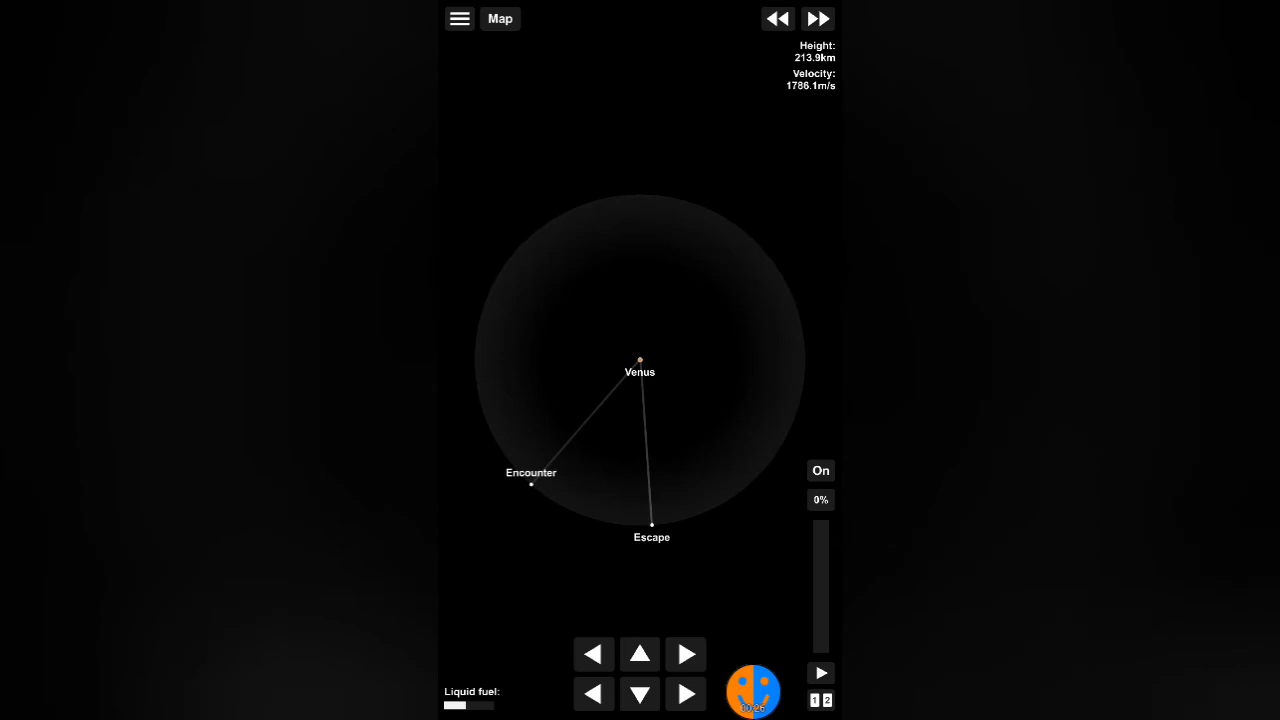 Map
Height:
213.9km
Velocity:
1786.1m/s
Venus
Encounter
Escape
On
0%
Liquid fuel:
1 2